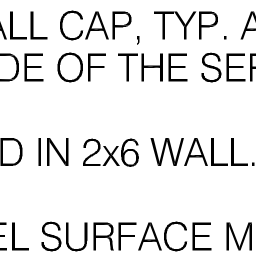 ALL CAP, TYP. A
DE OF THE SER
D IN 2x6 WALL.
EL SURFACE M